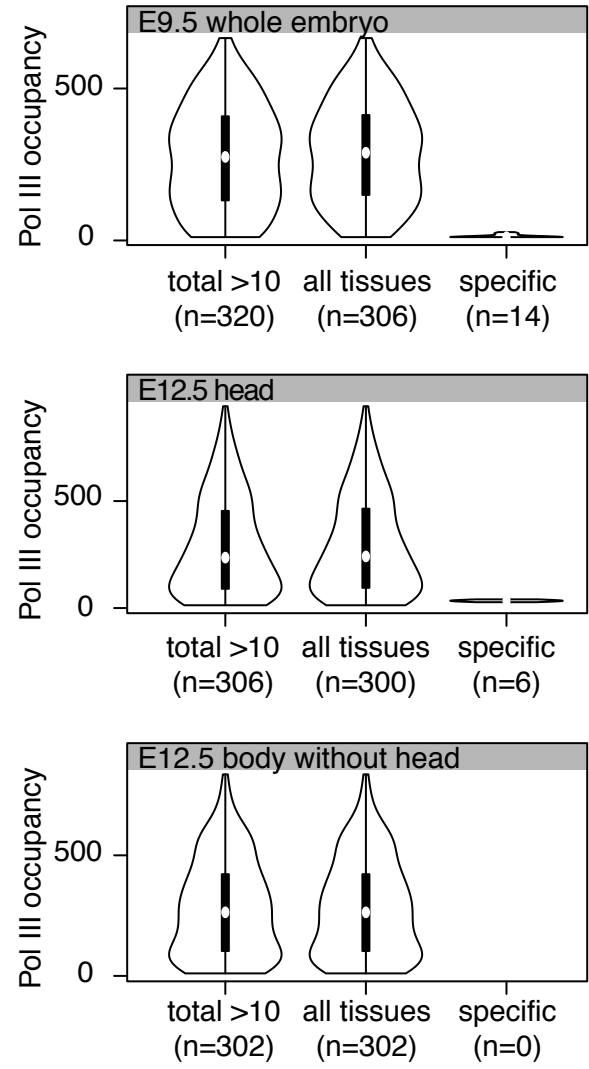 E9.5 whole embryo
Pol III occupancy
500
0
total >10 all tissues specific
(n=320) (n=306) (n=14)
E12.5 head
Pol III occupancy
500
0
total >10 all tissues specific
(n=306) (n=300) (n=6)
E12.5 body without head
Pol III occupancy
500
0
total >10 all tissues specific
(n=302) (n=302) (n=0)